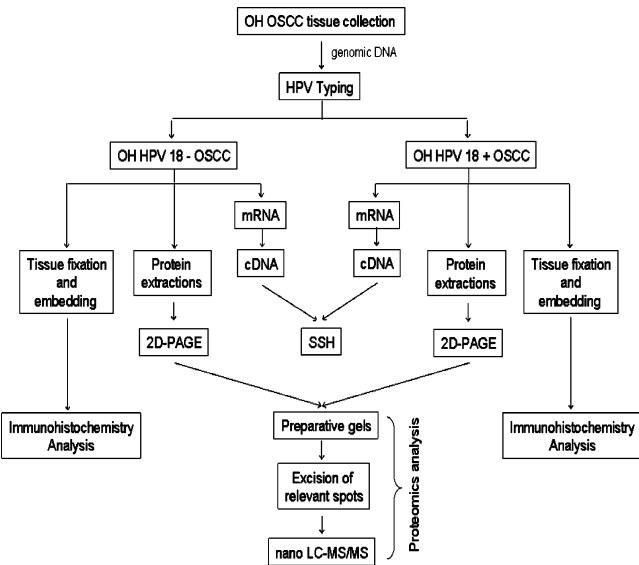 OH OSCC tissue collection
genomic DNA
HPV Typing
OH HPV 18 - OSCC
OH HPV 18 + OSCC
mRNA
mRNA
Tissue fixation
and
embedding
Protein
extractions
cDNA
cDNA
Protein
extractions
Tissue fixation
and
embedding
2D-PAGE
SSH
2D-PAGE
Immunohistochemistry
Analysis
Preparative gels
Immunohistochemistry
Analysis
Excision of
relevant spots
nano LC-MS/MS
Proteomics analysis